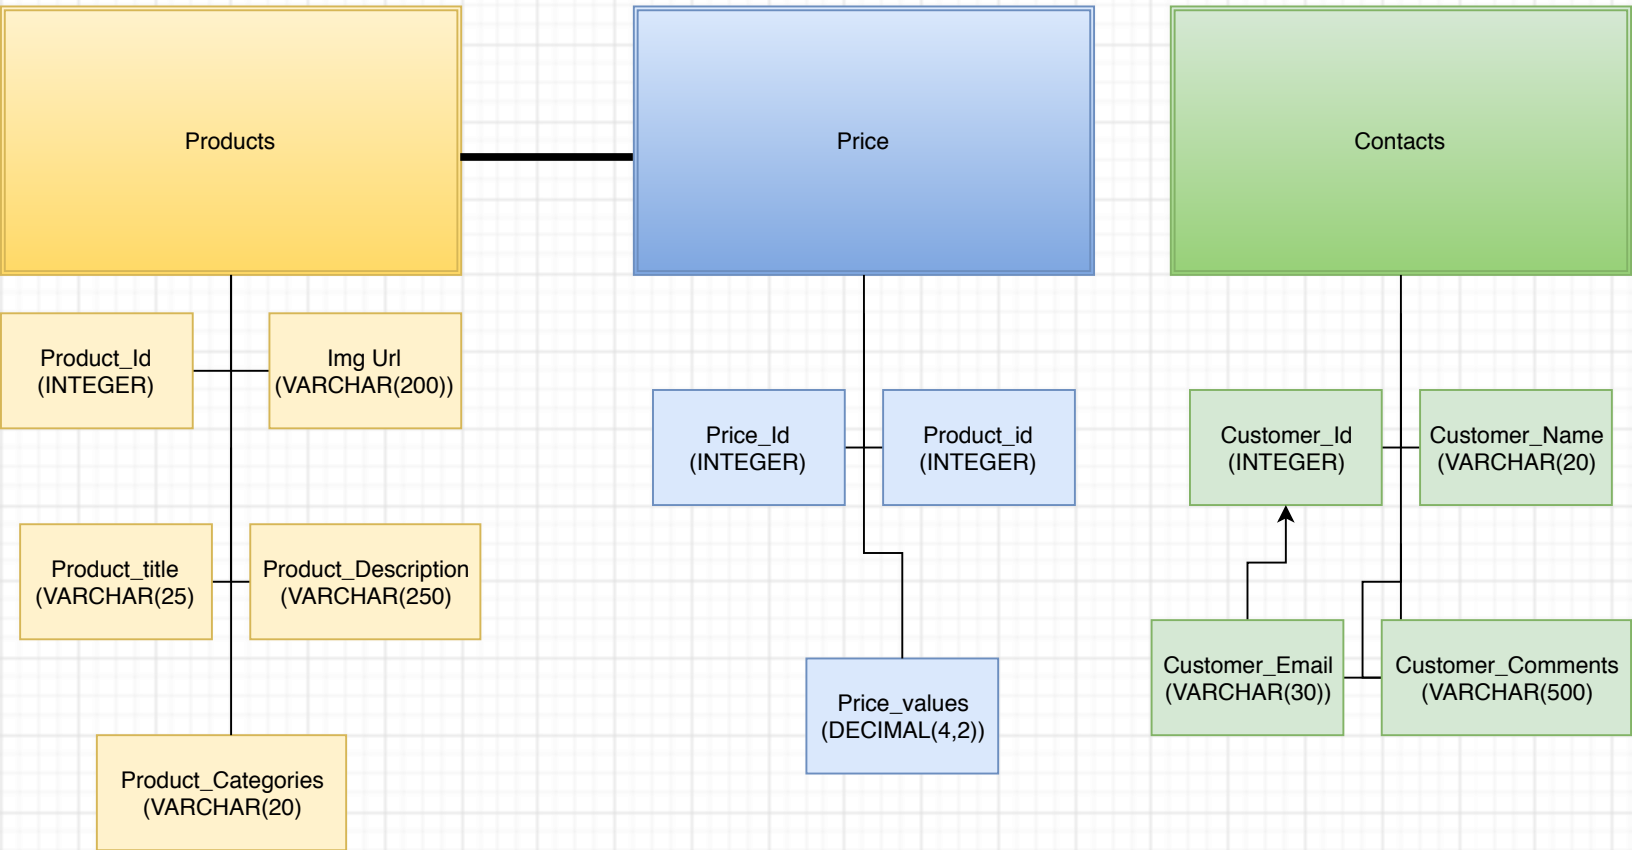 Products
Price
Contacts
Product_Id
(INTEGER)
Img Url
(VARCHAR(200))
Price_Id
(INTEGER)
Product_id
(INTEGER)
Customer_Id
(INTEGER)
Customer_Name
(VARCHAR(20)
Product_title
(VARCHAR(25)
Product_Description
(VARCHAR(250)
Customer_Email
(VARCHAR(30))
Customer_Comments
(VARCHAR(500)
Price_values
(DECIMAL(4,2))
Product_Categories
(VARCHAR(20)